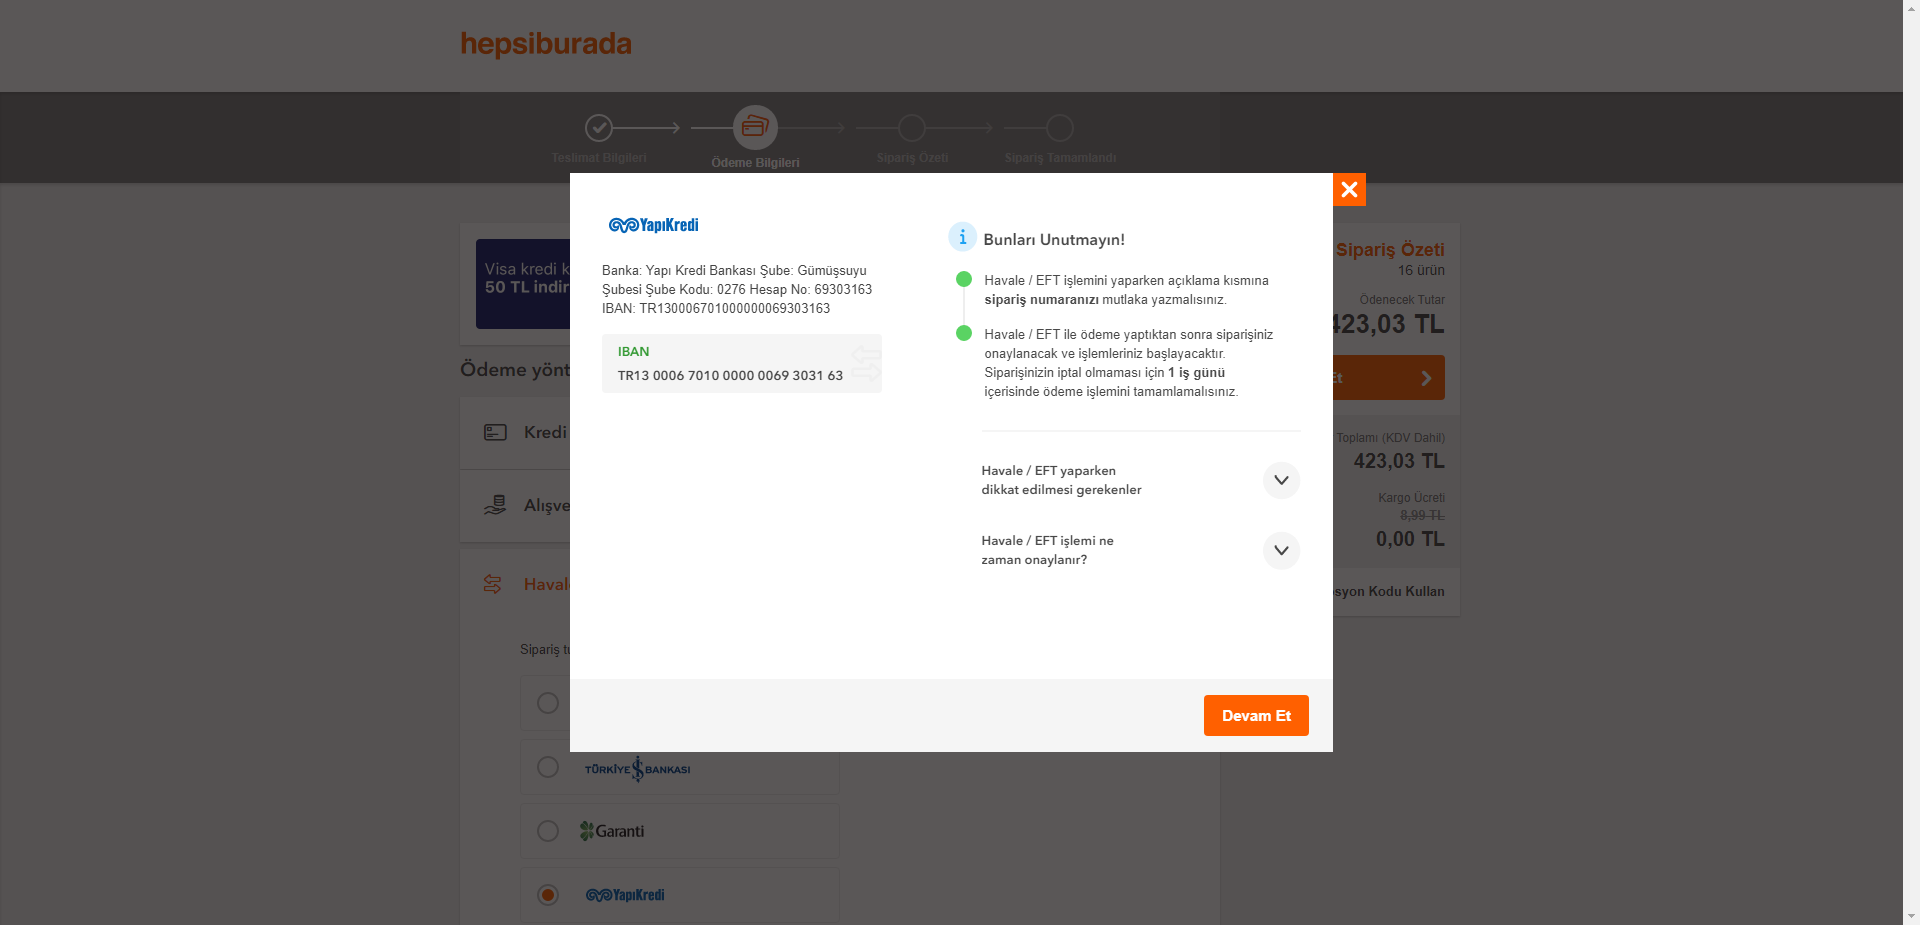 hepsiburada
Teslimat Bilgileri
Ödeme Bilgileri
Sipariş Özeti
Sipariş Tamamlandı
YapıKredi
Banka: Yapı Kredi Bankası Şube: Gümüşsuyu
Şubesi Şube Kodu: 0276 Hesap No: 69303163
IBAN: TR130006701000000069303163
IBAN
TR13 0006 7010 0000 0069 3031 63
i
Bunları Unutmayın!
Havale / EFT işlemini yaparken açıklama kısmına
sipariş numaranızı mutlaka yazmalısınız.
Havale / EFT ile ödeme yaptıktan sonra siparişiniz
onaylanacak ve işlemleriniz başlayacaktır.
Siparişinizin iptal olmaması için 1 iş günü
içerisinde ödeme işlemini tamamlamalısınız.
Havale / EFT yaparken
dikkat edilmesi gerekenler
Havale / EFT işlemi ne
zaman onaylanır?
Devam Et
Visa kredi k
50 TL indir
Ödeme yönt
Kredi
Alışve
Haval
Sipariş tu
TÜRKİYE İŞ BANKASI
Garanti
YapıKredi
Sipariş Özeti
16 ürün
Ödenecek Tutar
423,03 TL
Et
Toplamı (KDV Dahil)
423,03 TL
Kargo Ücreti
8,99 TL
0,00 TL
syon Kodu Kullan